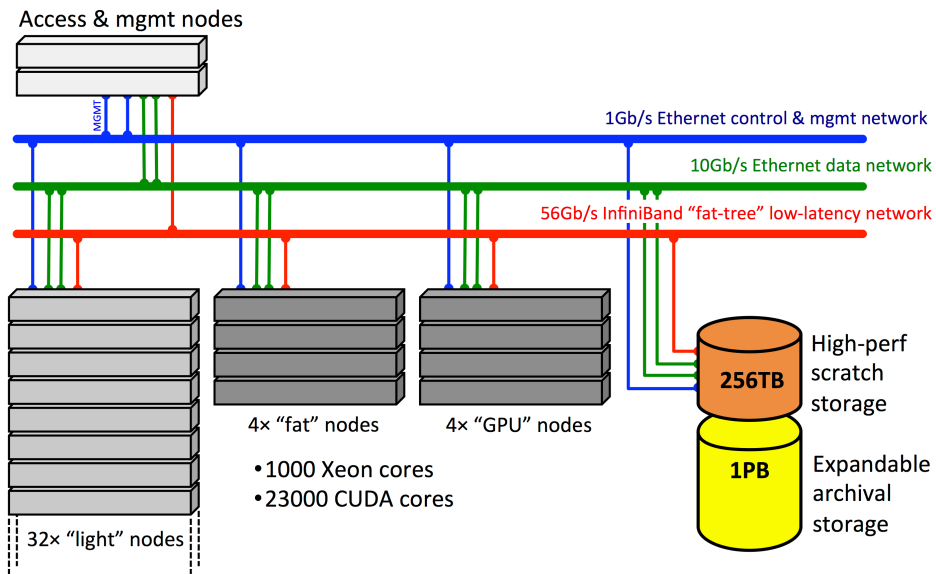 Access & mgmt nodes
MGMT
1Gb/s Ethernet control & mgmt network
10Gb/s Ethernet data network
56Gb/s InfiniBand “fat-tree” low-latency network
32× “light” nodes
4× “fat” nodes
4× “GPU” nodes
•1000 Xeon cores
•23000 CUDA cores
256TB
High-perf
scratch
storage
1PB
Expandable
archival
storage